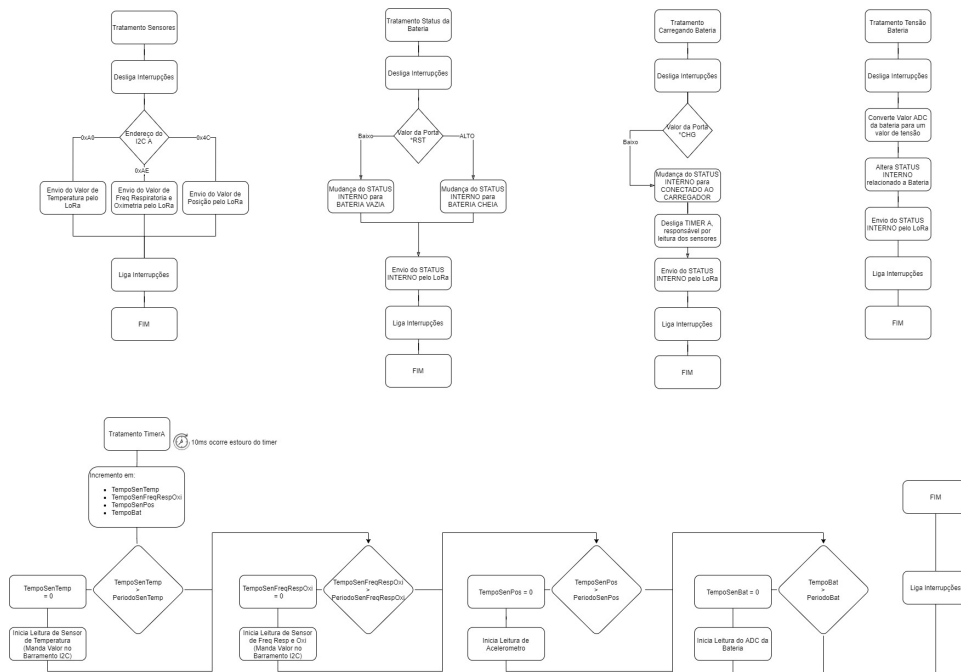 Tratamento Sensores
Desliga Interrupções
Endereço do
I2C A
0xA0
0xAE
0x4C
Envio do Valor de
Temperatura pelo
LoRa
Envio do Valor de
Freq Respiratoria e
Oximetria pelo LoRa
Envio do Valor de
Posição pelo LoRa
Liga Interrupções
FIM
Tratamento Status da
Bateria
Desliga Interrupções
Valor da Porta
*RST
Baixo
ALTO
Mudança do STATUS
INTERNO para
BATERIA VAZIA
Mudança do STATUS
INTERNO para
BATERIA CHEIA
Envio do STATUS
INTERNO pelo LoRa
Liga Interrupções
FIM
Tratamento
Carregando Bateria
Desliga Interrupções
Valor da Porta
*CHG
Baixo
Mudança do STATUS
INTERNO para
CONECTADO AO
CARREGADOR
Desliga TIMER A,
responsável por
leitura dos sensores
Envio do STATUS
INTERNO pelo LoRa
Liga Interrupções
FIM
Tratamento Tensão
Bateria
Desliga Interrupções
Converte Valor ADC
da bateria para um
valor de tensão
Altera STATUS
INTERNO
relacionado a Bateria
Envio do STATUS
INTERNO pelo LoRa
Liga Interrupções
FIM
Tratamento TimerA
10ms ocorre estouro do timer
Incremento em:
• TempoSenTemp
• TempoSenFreqRespOxi
• TempoSenPos
• TempoBat
TempoSenTemp
>
PeriodoSenTemp
TempoSenTemp
= 0
Inicia Leitura de Sensor
de Temperatura
(Manda Valor no
Barramento I2C)
TempoSenFreqRespOxi
>
PeriodoSenFreqRespOxi
TempoSenFreqRespOxi
= 0
Inicia Leitura de Sensor
de Freq Resp e Oxi
(Manda Valor no
Barramento I2C)
TempoSenPos
>
PeriodoSenPos
TempoSenPos = 0
Inicia Leitura de
Acelerometro
TempoBat
>
PeriodoBat
TempoSenBat = 0
Inicia Leitura do ADC da
Bateria
FIM
Liga Interrupções